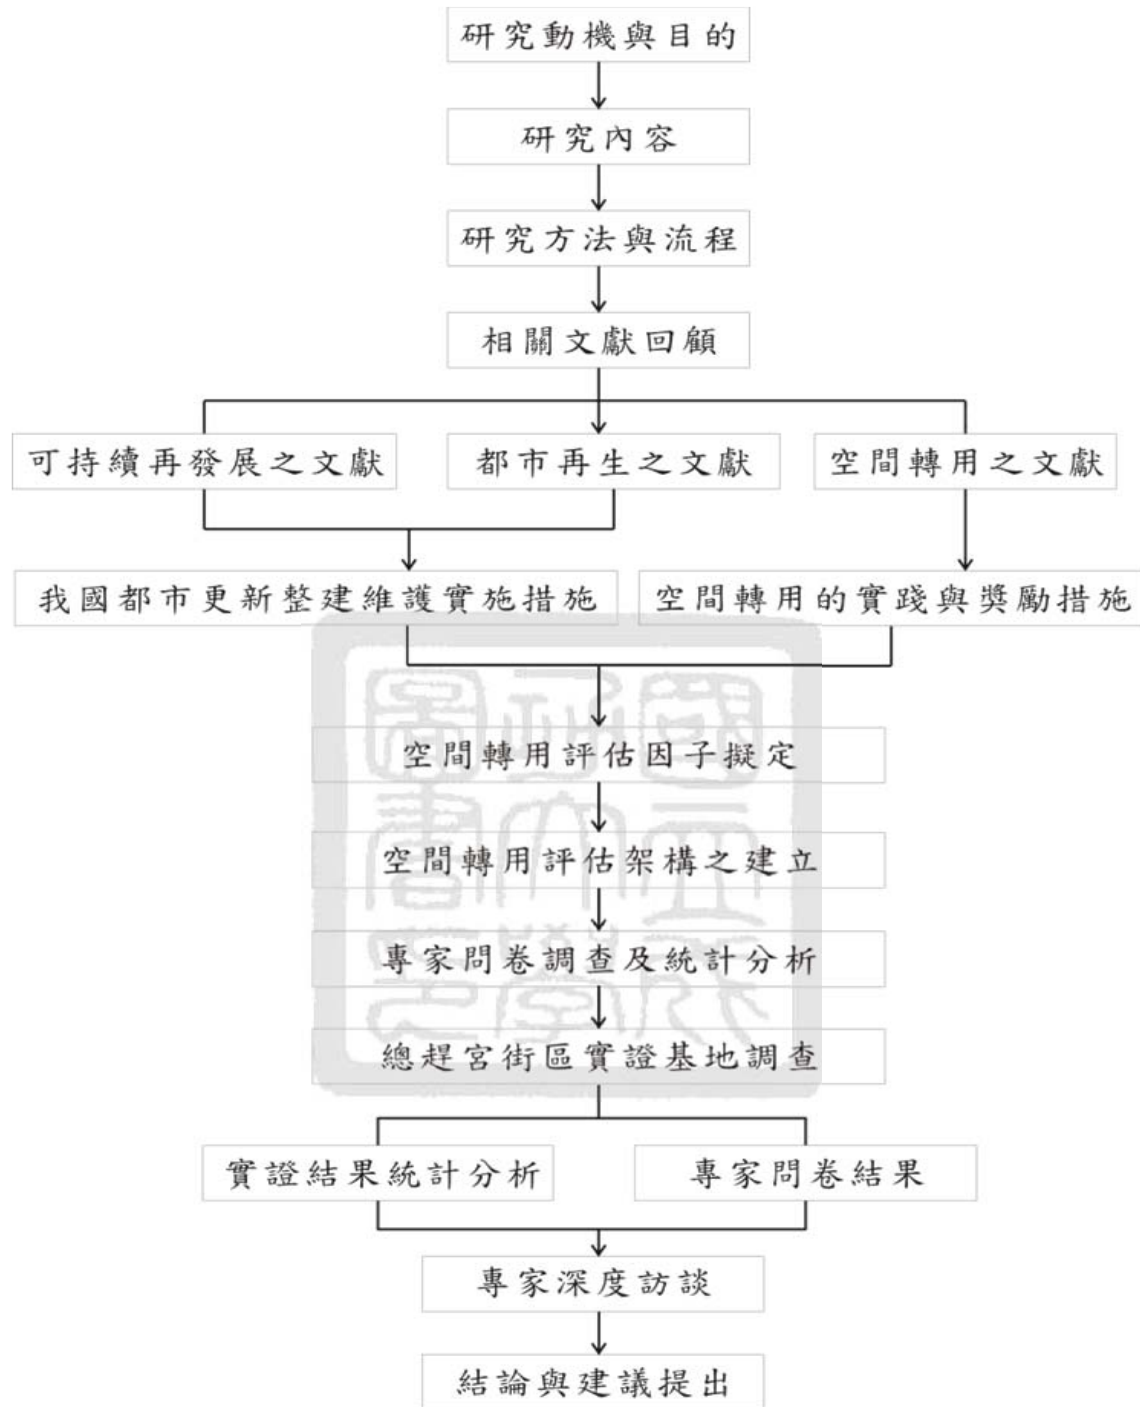 研究動機與目的
研究內容
研究方法與流程
相關文獻回顧
可持續再發展之文獻
都市再生之文獻
空間轉用之文獻
我國都市更新整建維護實施措施
空間轉用的實踐與獎勵措施
空間轉用評估因子擬定
空間轉用評估架構之建立
專家問卷調查及統計分析
總趕宮街區實證基地調查
實證結果統計分析
專家問卷結果
專家深度訪談
結論與建議提出